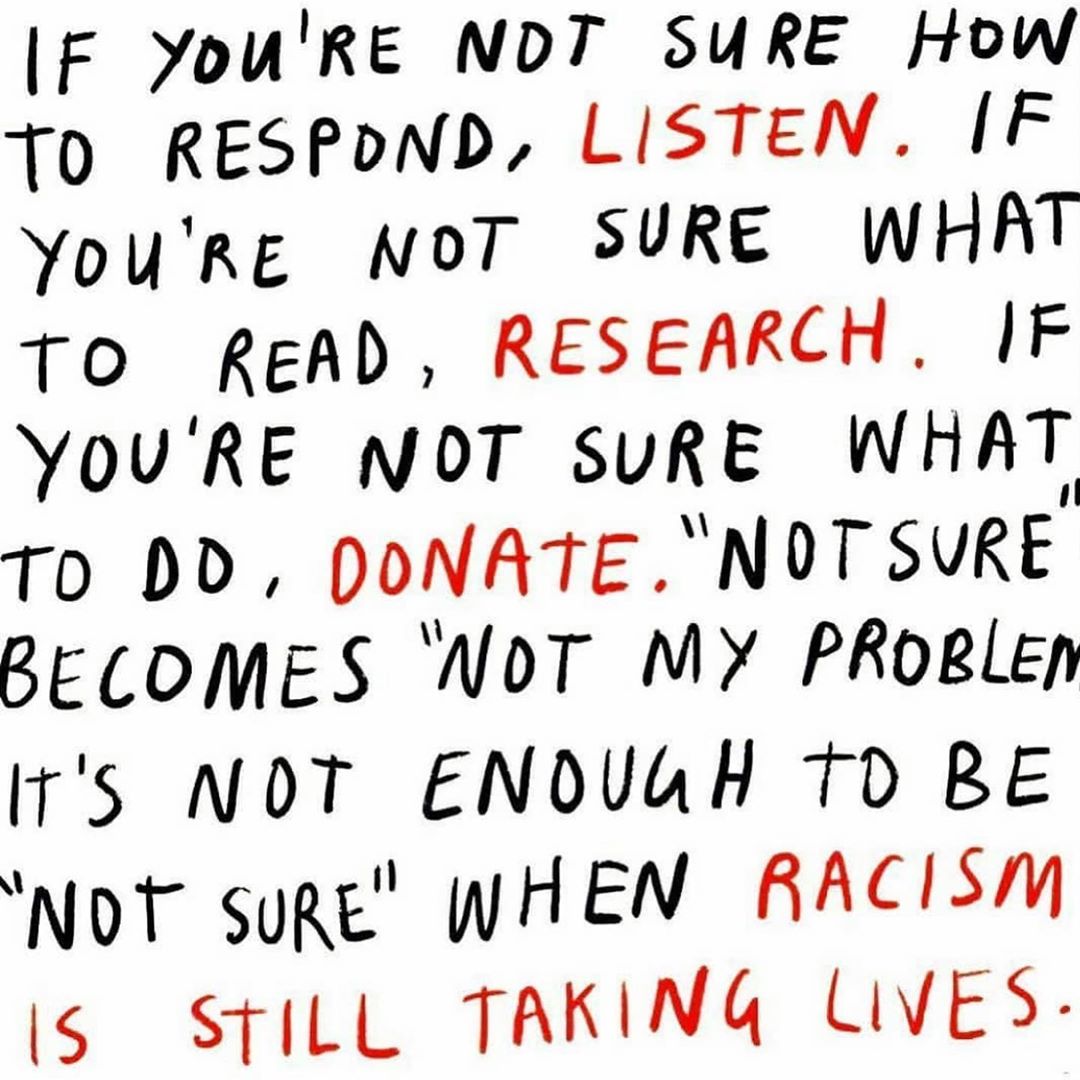 IF YOU'RE NOT SURE HOW
TO RESPOND, LISTEN. IF
YOU'RE NOT SURE WHAT
TO READ, RESEARCH. IF
YOU'RE NOT SURE WHAT
TO DO, DONATE. "NOT SURE"
BECOMES "NOT MY PROBLEM
IT'S NOT ENOUGH TO BE
"NOT SURE" WHEN RACISM
IS STILL TAKING LIVES.